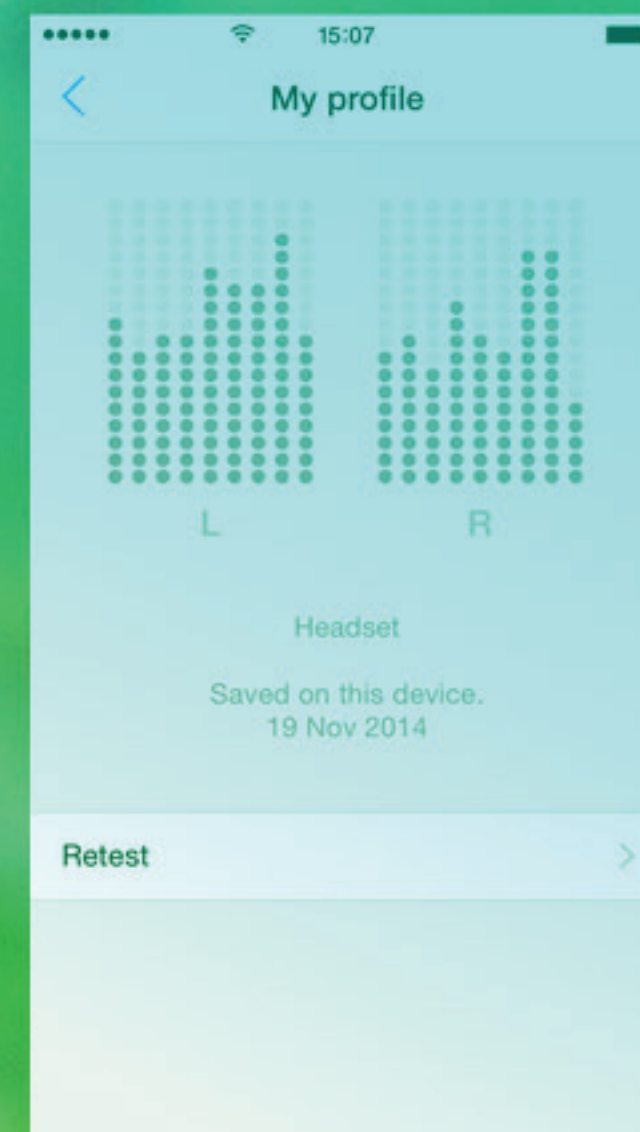 15:07
My profile
L
R
Headset
Saved on this device.
19 Nov 2014
Retest